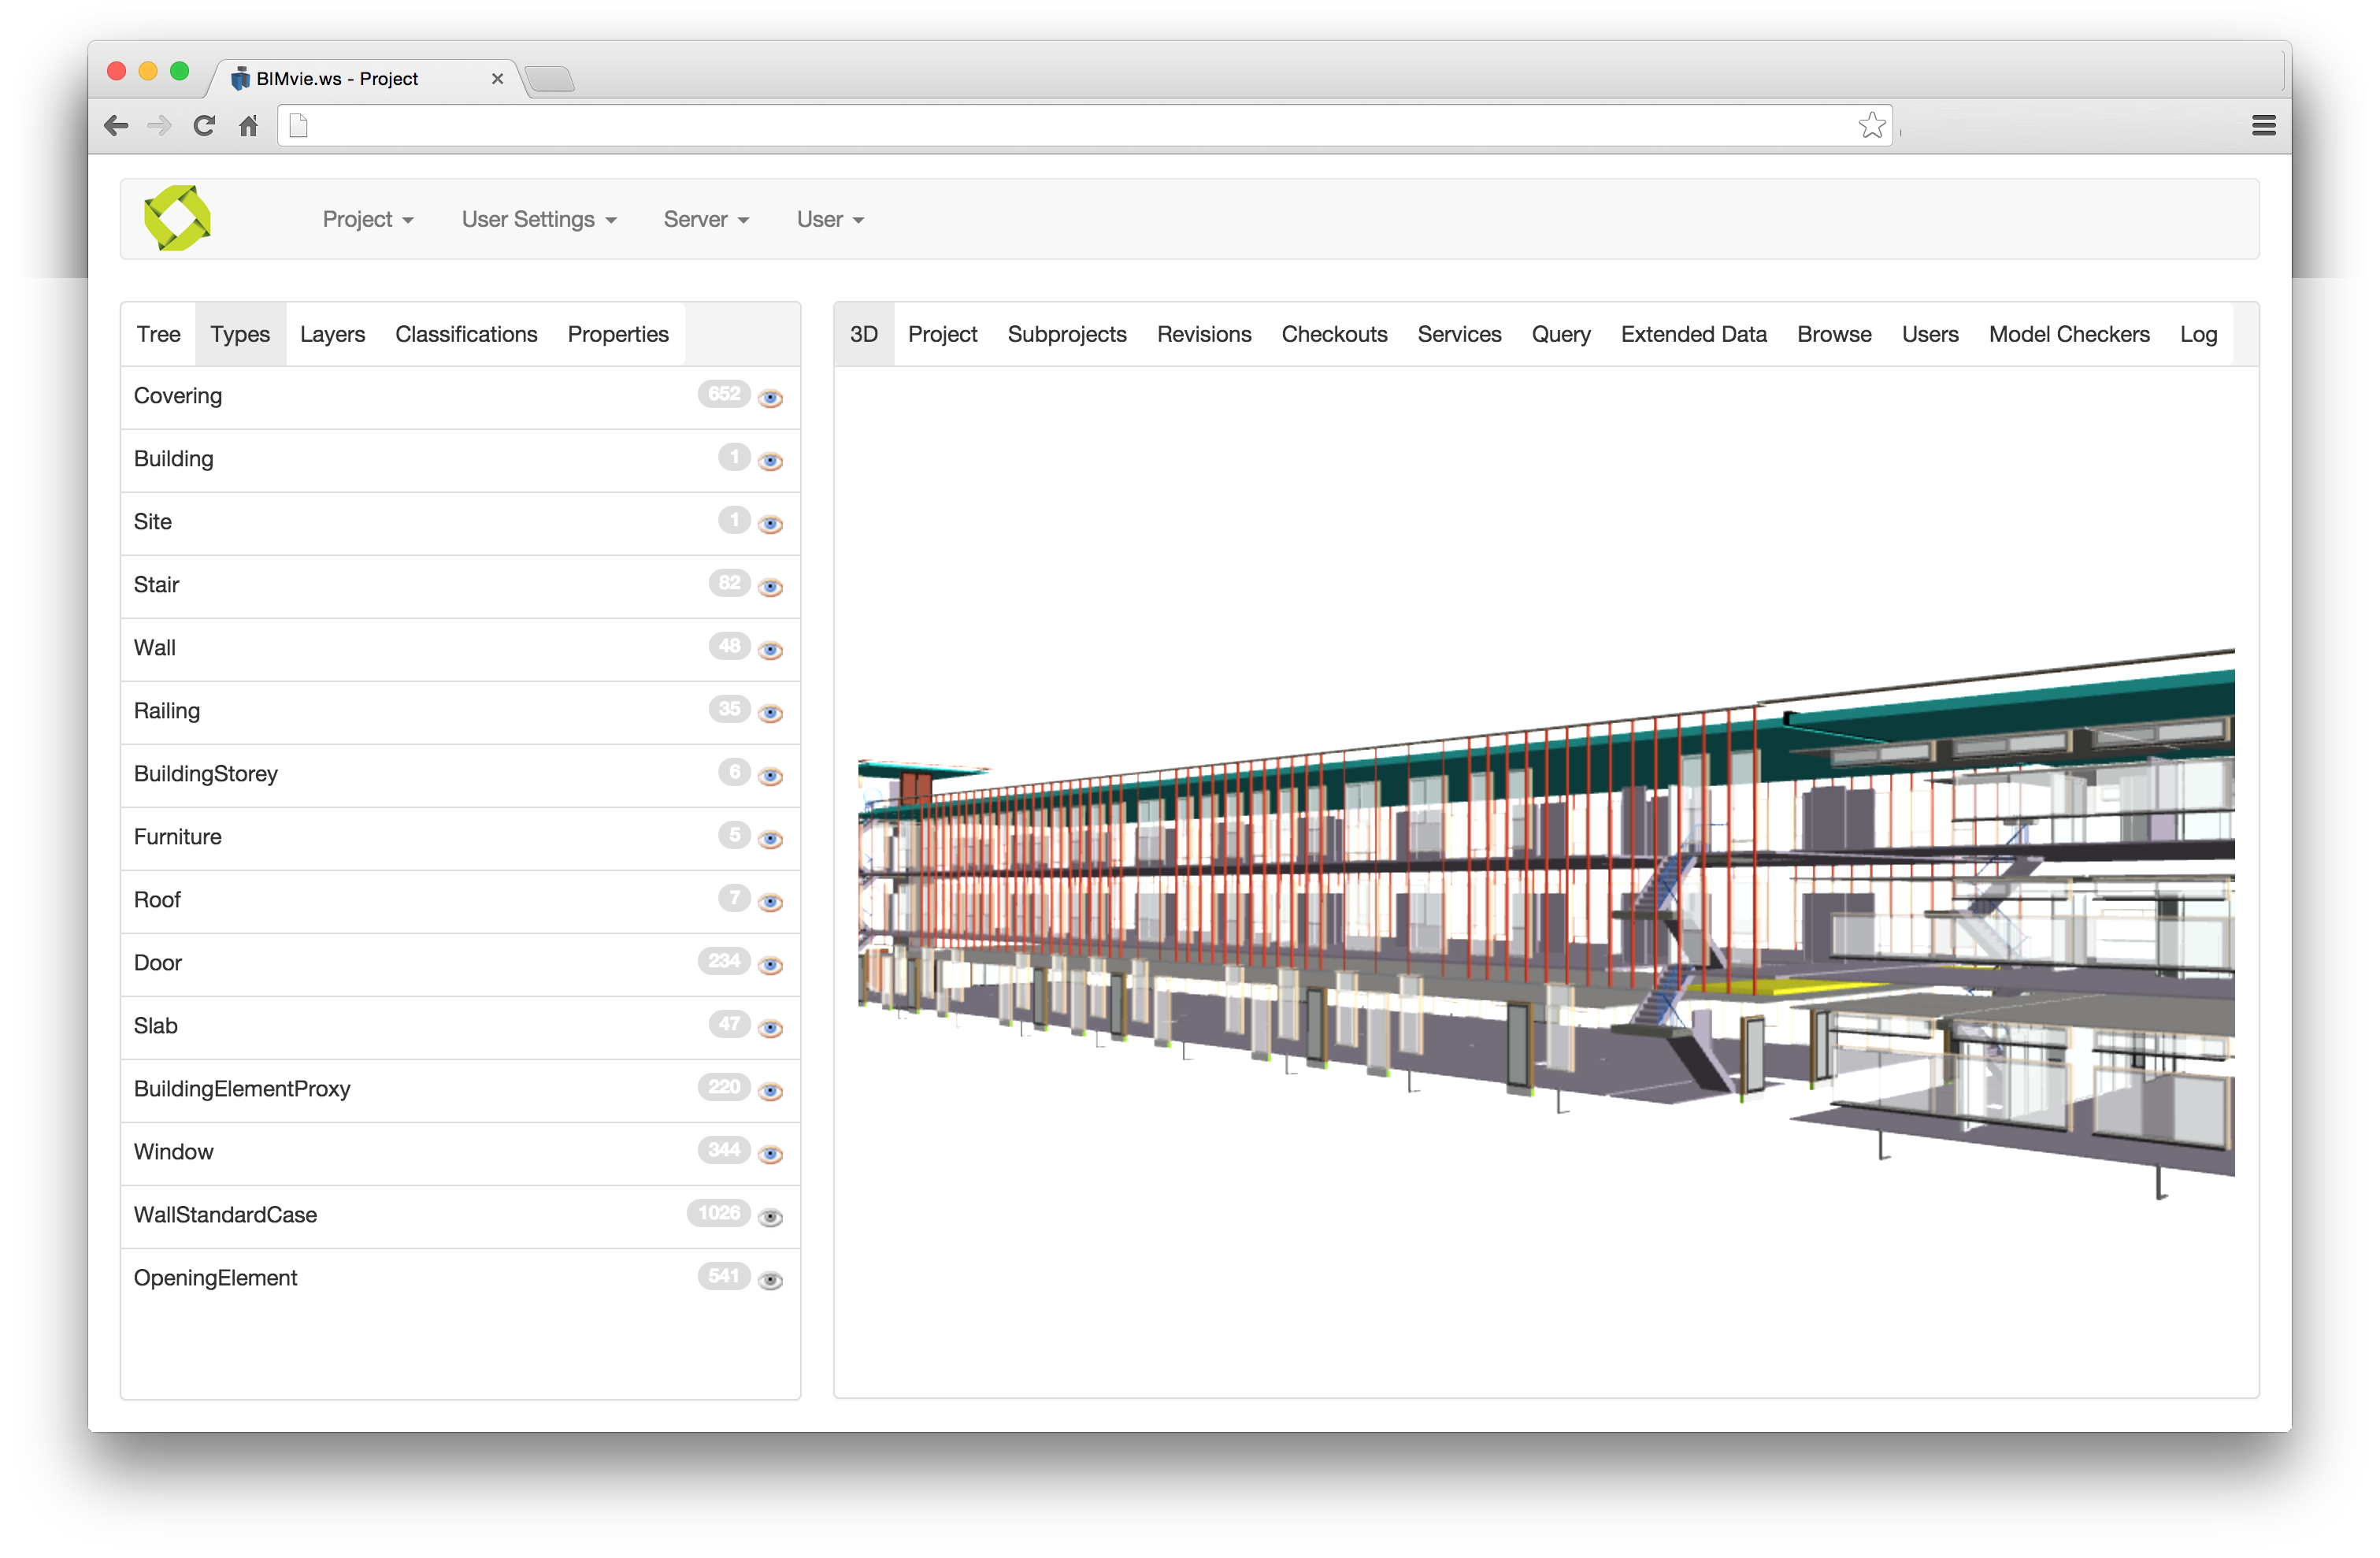 BIMvie.ws - Project
Project User Settings Server User
Tree Types Layers Classifications Properties
Covering 652
Building 1
Site 1
Stair 82
Wall 48
Railing 35
BuildingStorey 6
Furniture 5
Roof 7
Door 234
Slab 47
BuildingElementProxy 220
Window 344
WallStandardCase 1026
OpeningElement 541
3D Project Subprojects Revisions Checkouts Services Query Extended Data Browse Users Model Checkers Log